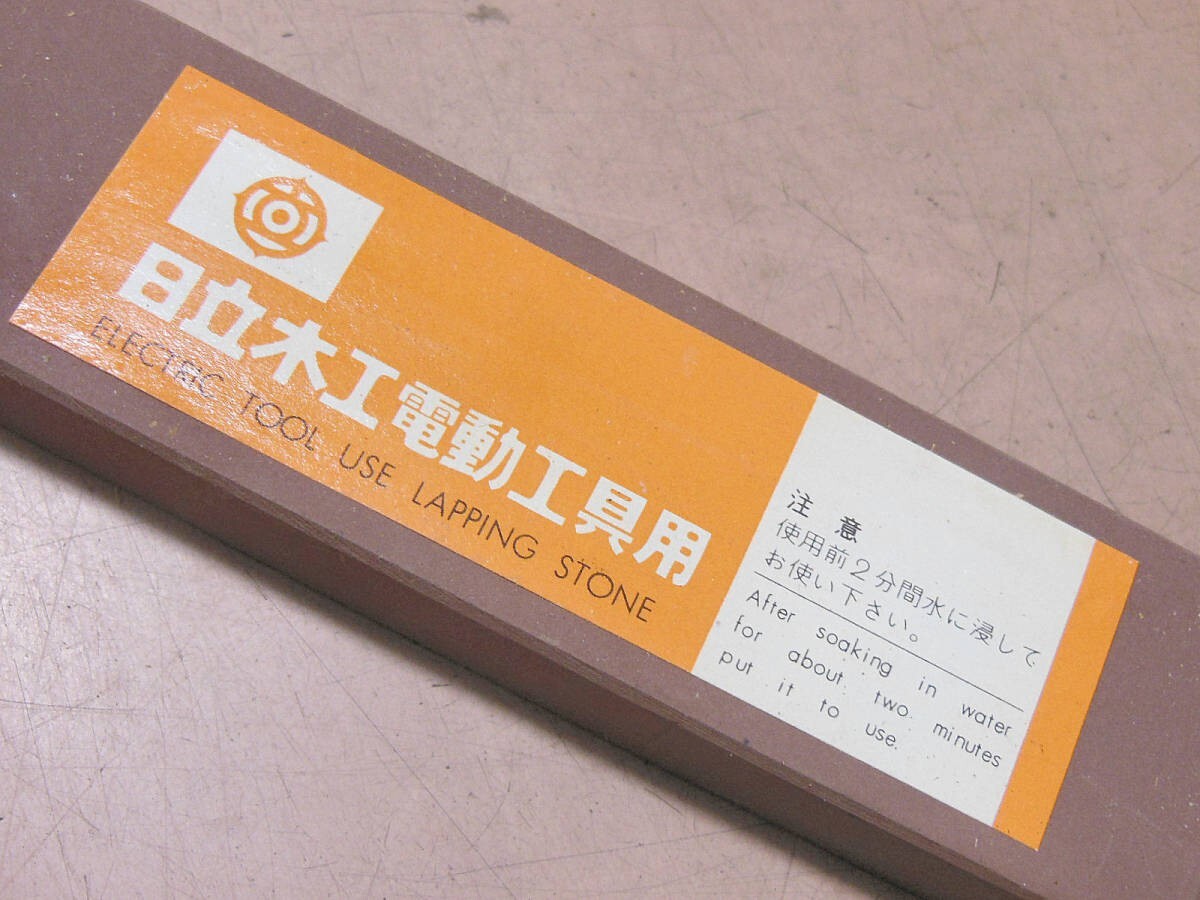 日立木工電動工具用
ELECTRIC TOOL USE LAPPING STONE
注意
使用前2分間水に浸して
お使い下さい。
After soaking in water
for about two minutes
put it to use.